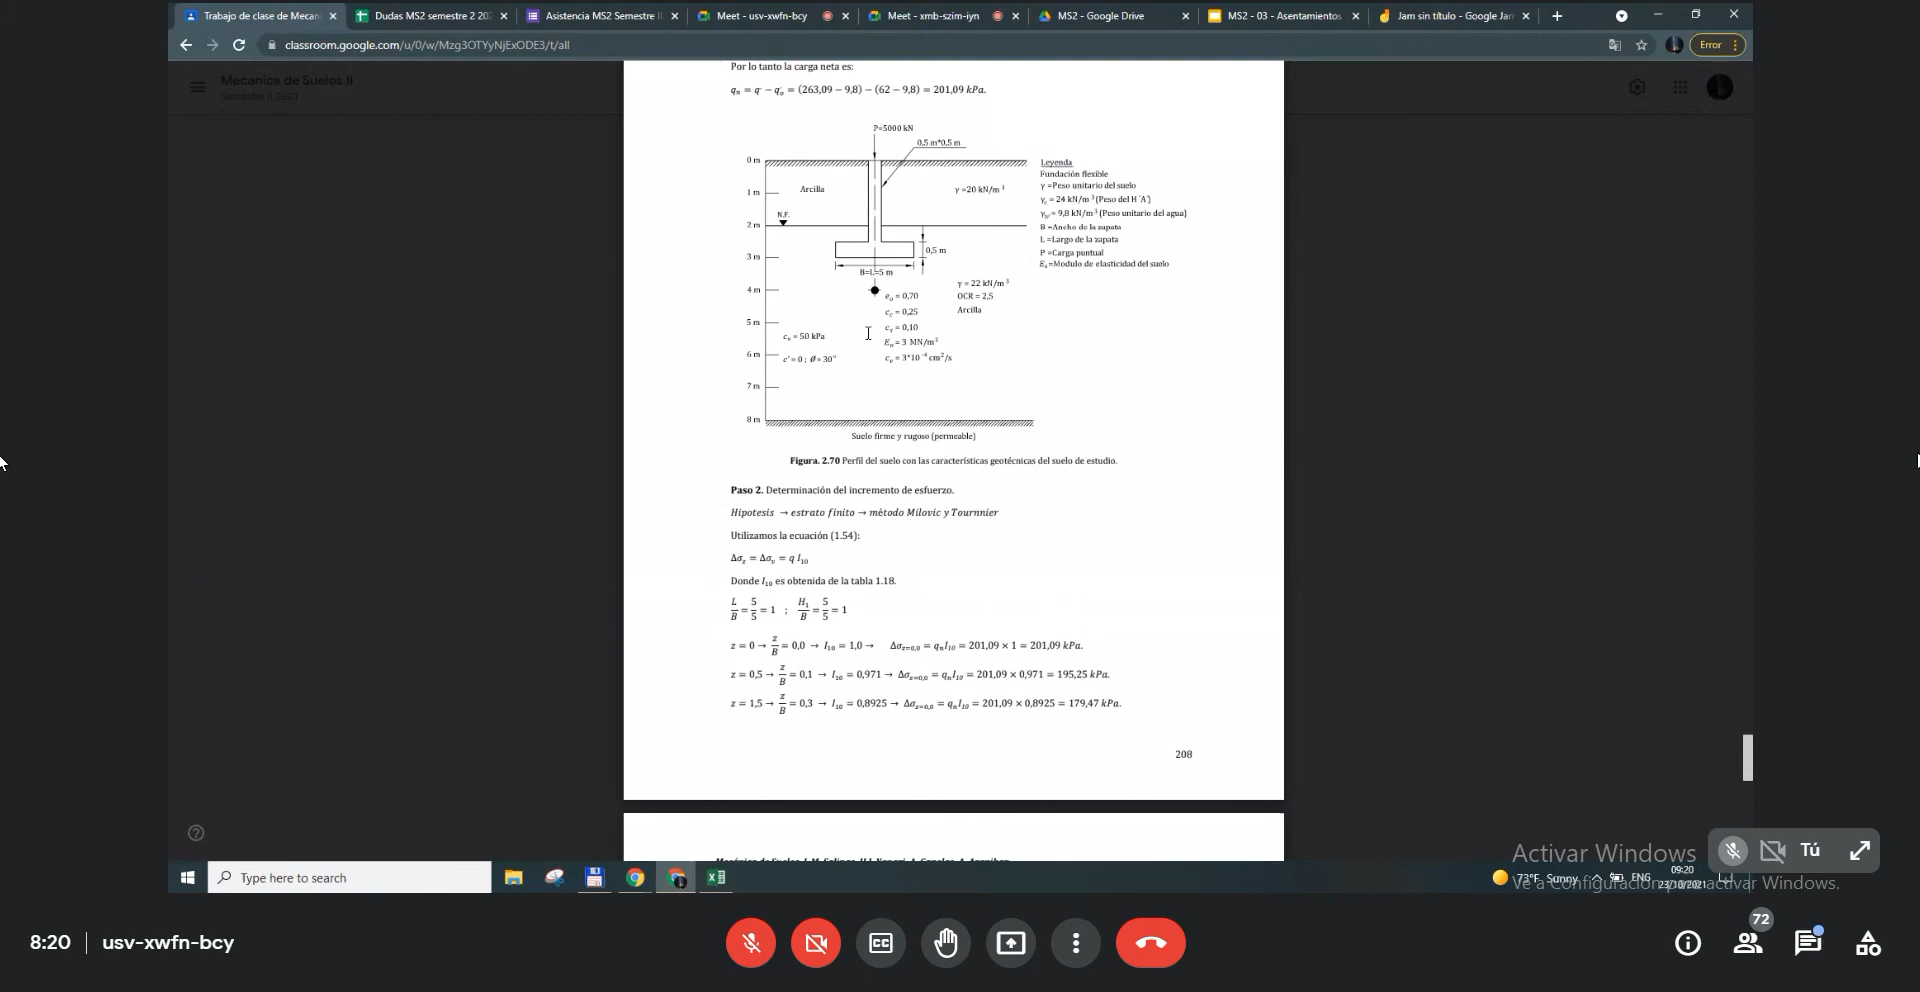 Trabajo de clase de Mecan
Dudas MS2 semestre 2 202
Asistencia MS2 Semestre II
Meet - usv-xwfn-bcy
Meet - xmb-szim-iyn
MS2 - Google Drive
MS2 - 03 - Asentamientos
Jam sin título - Google Jam
classroom.google.com/u/0/w/Mzg3OTYyNjExODE3/t/all
Error
Mecanica de Suelos II
Semestre II 2021
Por lo tanto la carga neta es:
qₙ = q´ − q´ₒ = (263,09 − 9,8) − (62 − 9,8) = 201,09 kPa.
P=5000 kN
0,5 m*0,5 m
0 m
1 m
Arcilla
γ =20 kN/m³
N.F.
2 m
0,5 m
3 m
B=L=5 m
4 m
γ = 22 kN/m³
eₒ = 0,70
OCR = 2,5
c꜀ = 0,25
Arcilla
5 m
cₛ = 0,10
cᵤ = 50 kPa
Eᵤ = 3 MN/m²
6 m
c'= 0 ; Ø = 30°
cᵥ = 3*10⁻⁴ cm²/s
7 m
8 m
Suelo firme y rugoso (permeable)
Leyenda
Fundación flexible
γ =Peso unitario del suelo
γ꜀ = 24 kN/m³ (Peso del H´A´)
γw = 9,8 kN/m³ (Peso unitario del agua)
B =Ancho de la zapata
L =Largo de la zapata
P =Carga puntual
Eₛ =Modulo de elasticidad del suelo
Figura. 2.70 Perfil del suelo con las características geotécnicas del suelo de estudio.
Paso 2. Determinación del incremento de esfuerzo.
Hipotesis → estrato finito → método Milovic y Tournnier
Utilizamos la ecuación (1.54):
Δσz = Δσᵥ = q I₁₀
Donde I₁₀ es obtenida de la tabla 1.18.
L/B = 5/5 = 1 ; H₁/B = 5/5 = 1
z = 0 → z/B = 0,0 → I₁₀ = 1,0 → Δσz=0,0 = qₙI₁₀ = 201,09 × 1 = 201,09 kPa.
z = 0,5 → z/B = 0,1 → I₁₀ = 0,971 → Δσz=0,0 = qₙI₁₀ = 201,09 × 0,971 = 195,25 kPa.
z = 1,5 → z/B = 0,3 → I₁₀ = 0,8925 → Δσz=0,0 = qₙI₁₀ = 201,09 × 0,8925 = 179,47 kPa.
208
Activar Windows
Ve a Configuración para activar Windows.
Tú
Type here to search
73°F Sunny
ENG
09:20
23/10/2021
8:20
usv-xwfn-bcy
CC
72